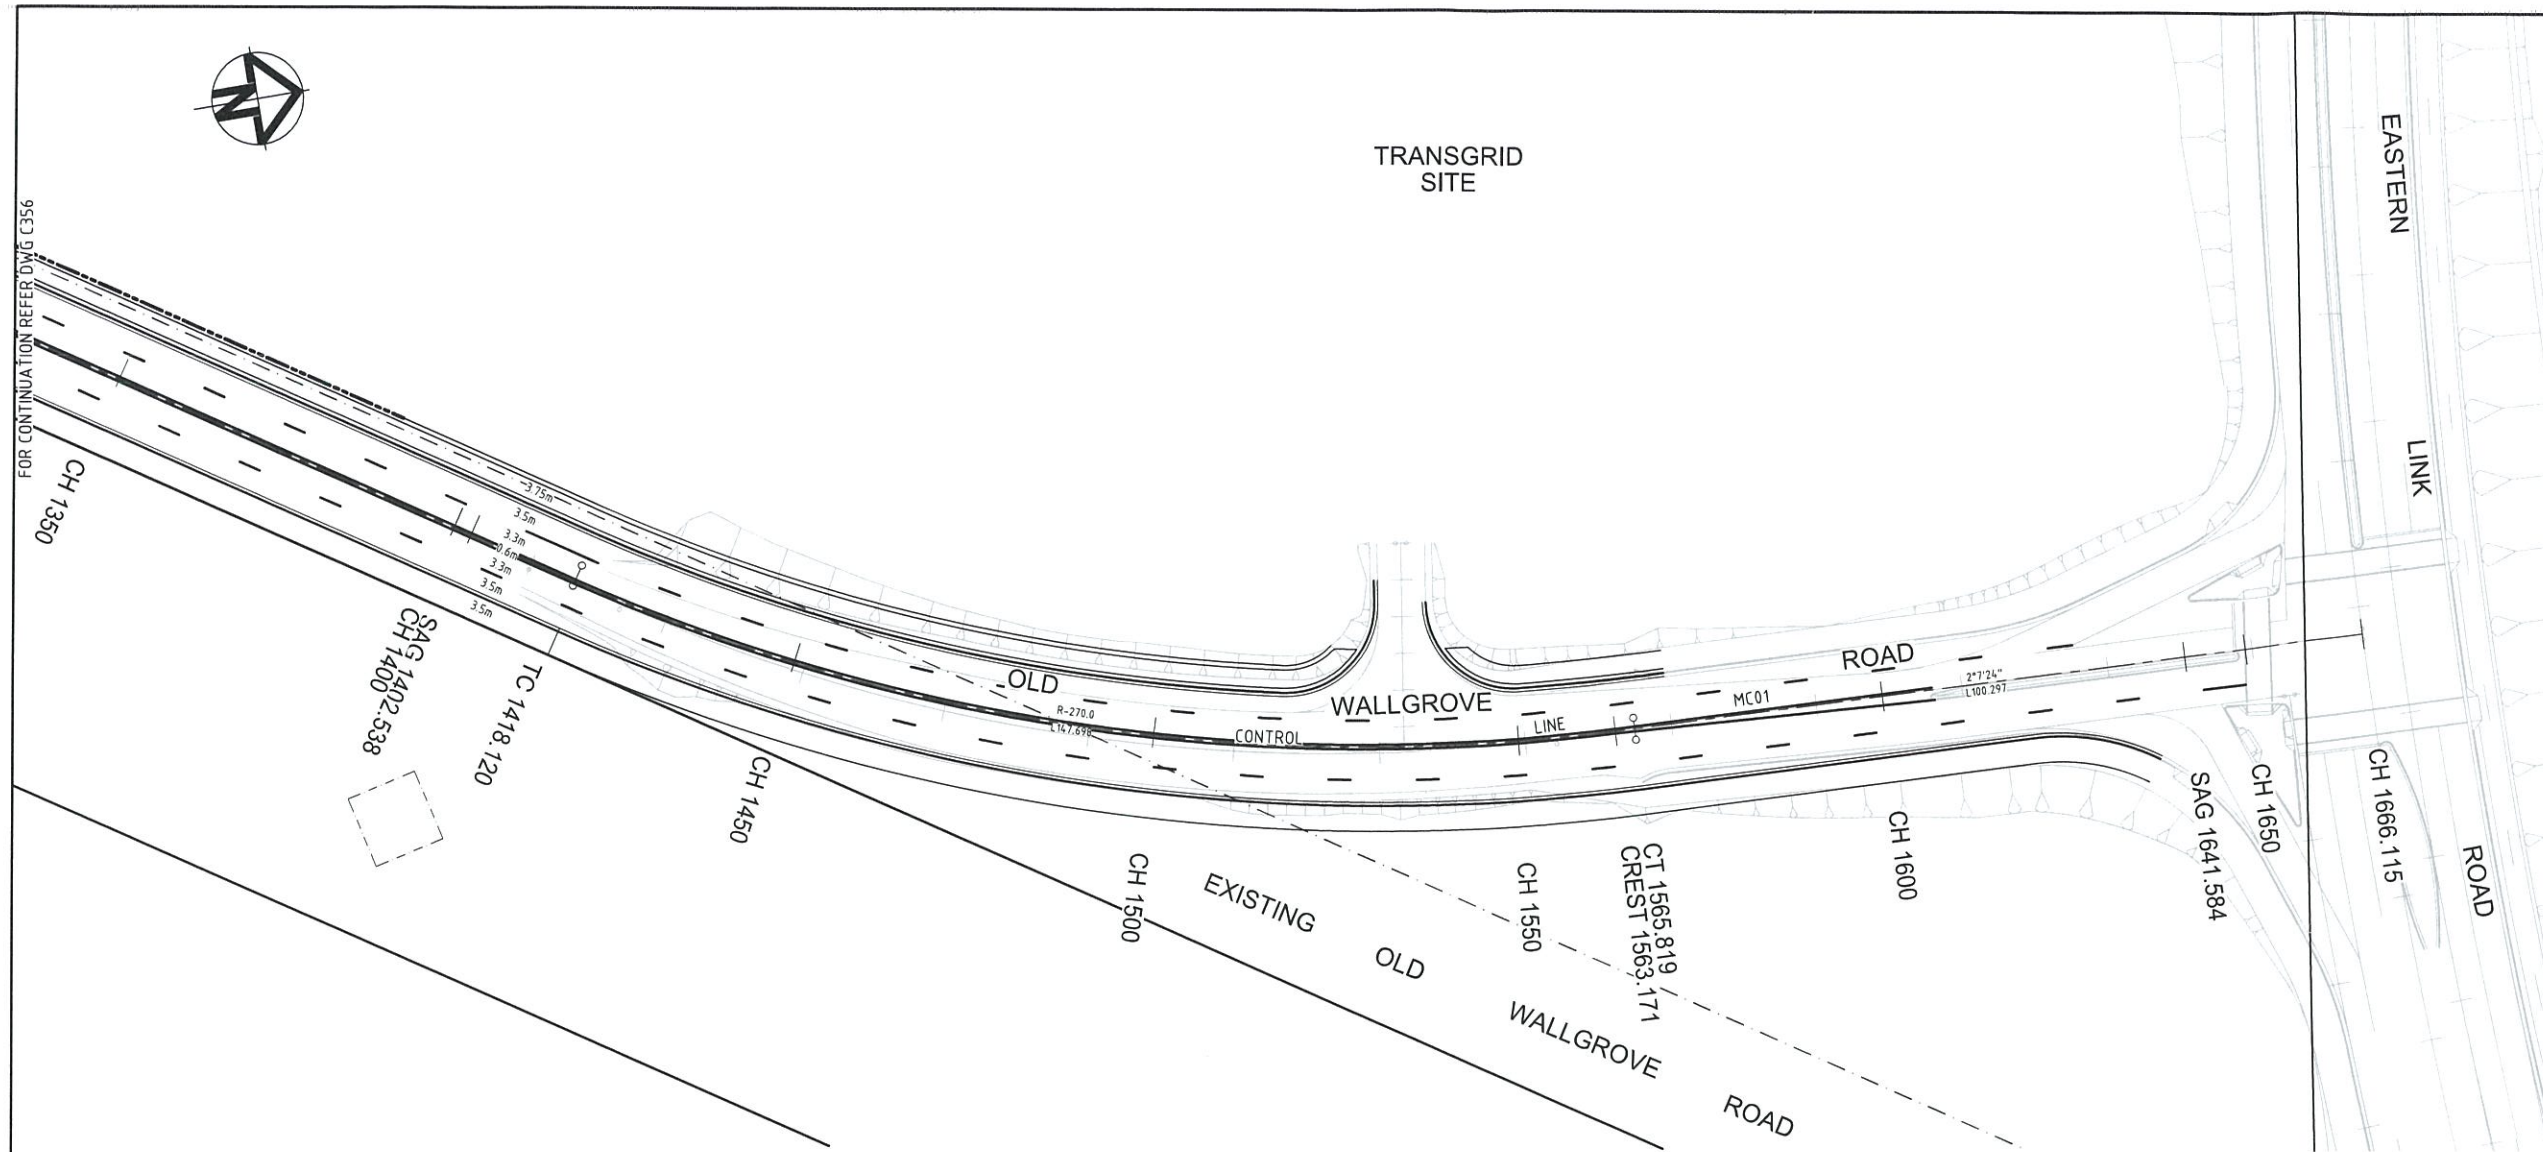 N
TRANSGRID
SITE
EASTERN
LINK
ROAD
FOR CONTINUATION REFER DWG C356
CH 1350
3.75m
3.5m
3.3m
0.6m
3.3m
3.5m
3.5m
SAG 1402.538
CH 1400
TC 1418.120
CH 1450
OLD
WALLGROVE
ROAD
R-270.0
L147.698
CONTROL
LINE
MC01
2°7'24"
L100.297
CH 1500
CH 1550
CT 1565.819
CREST 1563.171
CH 1600
SAG 1641.584
CH 1650
CH 1666.115
EXISTING
OLD
WALLGROVE
ROAD